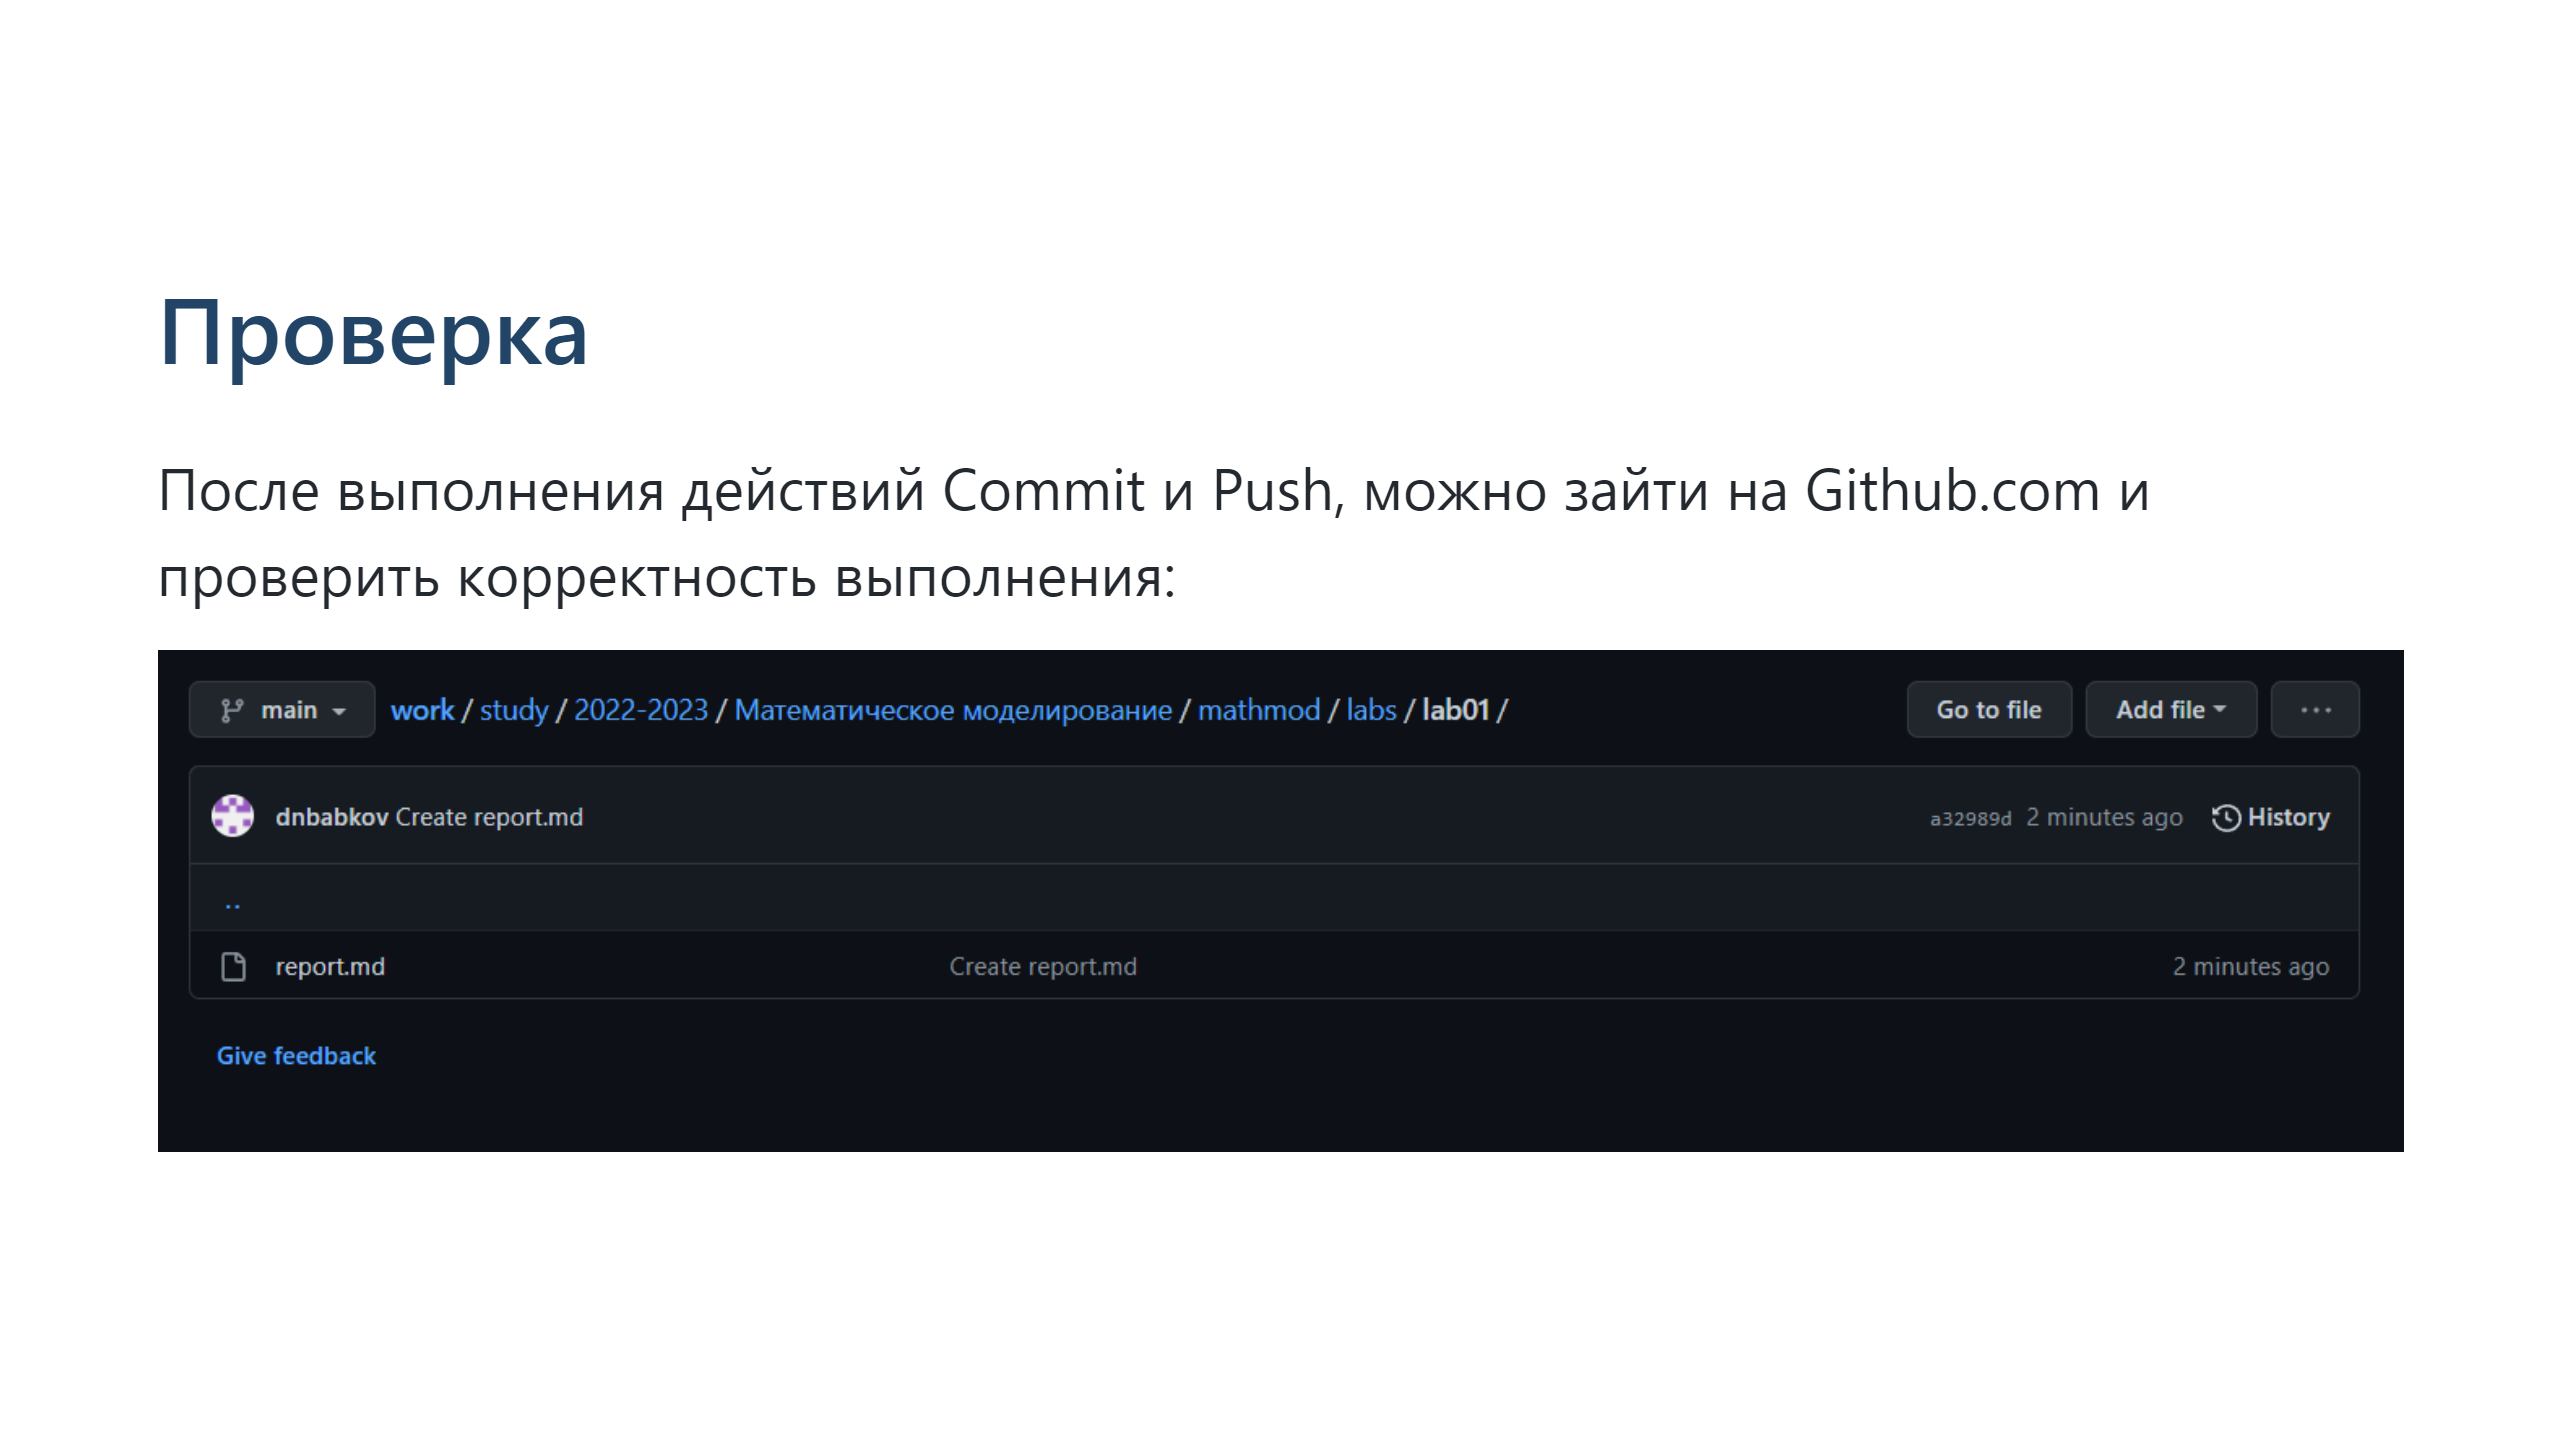 Проверка
После выполнения действий Commit и Push, можно зайти на Github.com и
проверить корректность выполнения:
main work / study / 2022-2023 / Математическое моделирование / mathmod / labs / lab01 / Go to file Add file ...
dnbabkov Create report.md a32989d 2 minutes ago History
..
report.md Create report.md 2 minutes ago
Give feedback